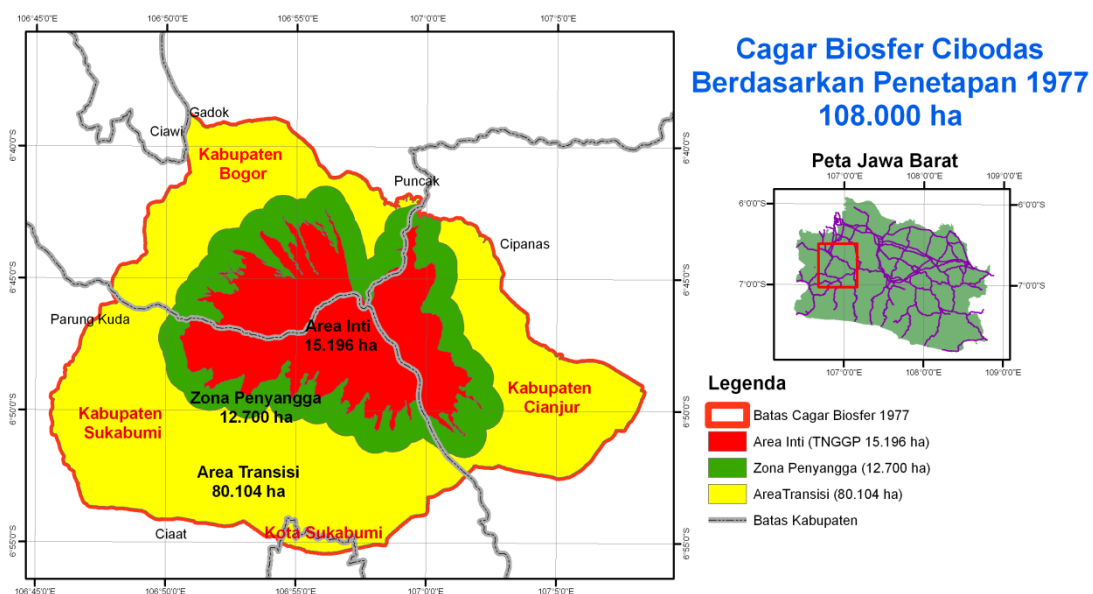 Cagar Biosfer Cibodas
Berdasarkan Penetapan 1977
108.000 ha
106°45'0"E
106°50'0"E
106°55'0"E
107°0'0"E
107°5'0"E
6°40'0"S
6°45'0"S
6°50'0"S
6°55'0"S
Gadok
Ciawi
Kabupaten
Bogor
Puncak
Cipanas
Parung Kuda
Area Inti
15.196 ha
Zona Penyangga
12.700 ha
Kabupaten
Sukabumi
Kabupaten
Cianjur
Area Transisi
80.104 ha
Ciaat
Kota Sukabumi
6°40'0"S
6°45'0"S
6°50'0"S
6°55'0"S
106°45'0"E
106°50'0"E
106°55'0"E
107°0'0"E
107°5'0"E
Peta Jawa Barat
107°0'0"E
108°0'0"E
109°0'0"E
6°0'0"S
6°0'0"S
7°0'0"S
7°0'0"S
107°0'0"E
108°0'0"E
109°0'0"E
Legenda
Batas Cagar Biosfer 1977
Area Inti (TNGGP 15.196 ha)
Zona Penyangga (12.700 ha)
AreaTransisi (80.104 ha)
Batas Kabupaten